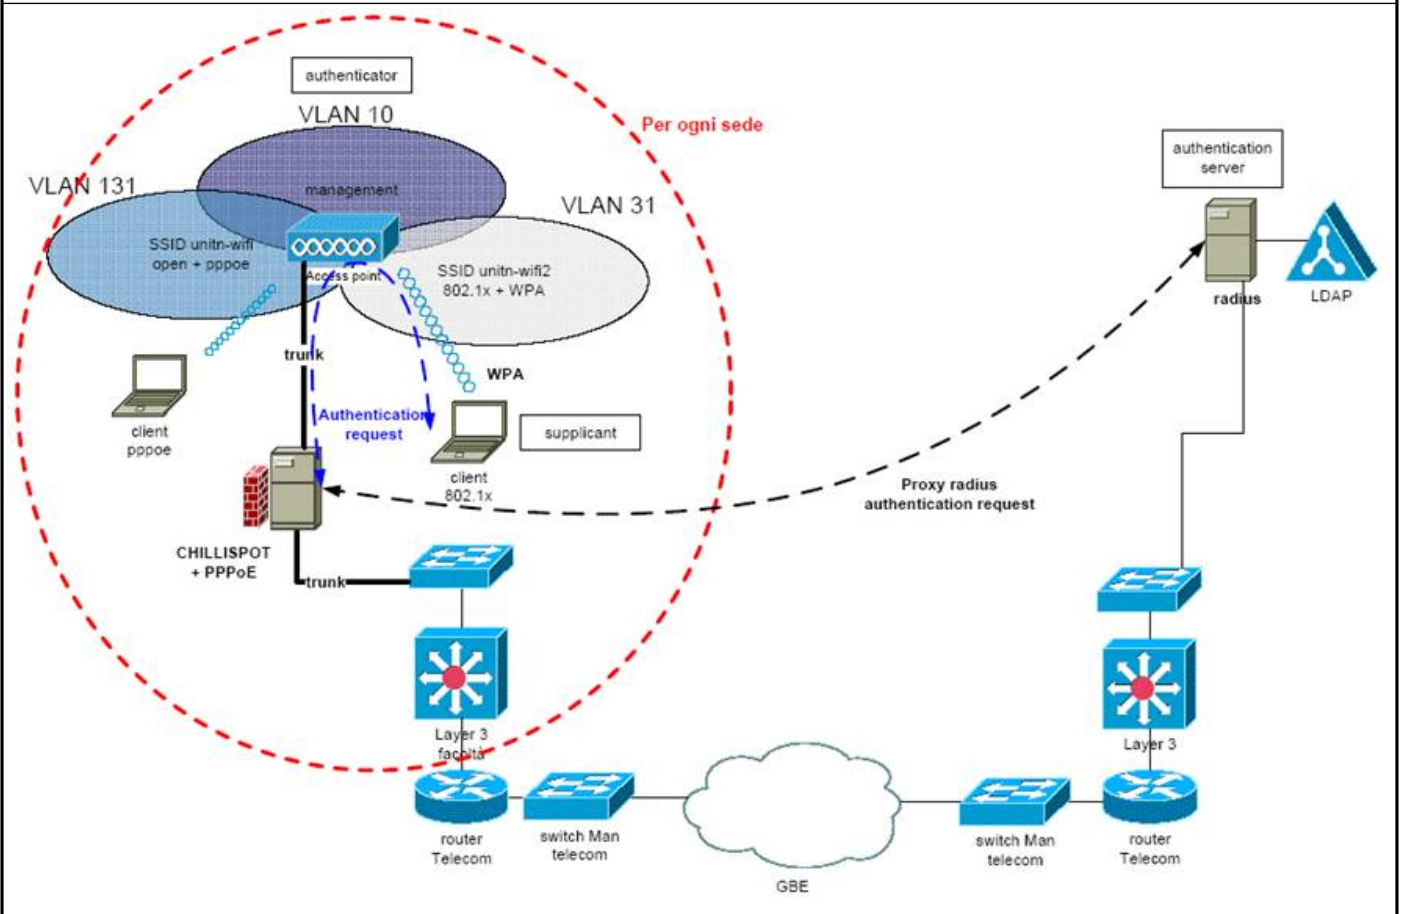 authenticator
VLAN 10
Per ogni sede
management
VLAN 131
VLAN 31
SSID unitn-wifi
open + pppoe
Access point
SSID unitn-wifi2
802.1x + WPA
authentication
server
radius
LDAP
trunk
WPA
Authentication
request
client
pppoe
supplicant
client
802.1x
Proxy radius
authentication request
CHILLISPOT
+ PPPoE
trunk
Layer 3
facoltà
Layer 3
router
Telecom
switch Man
telecom
GBE
switch Man
telecom
router
Telecom